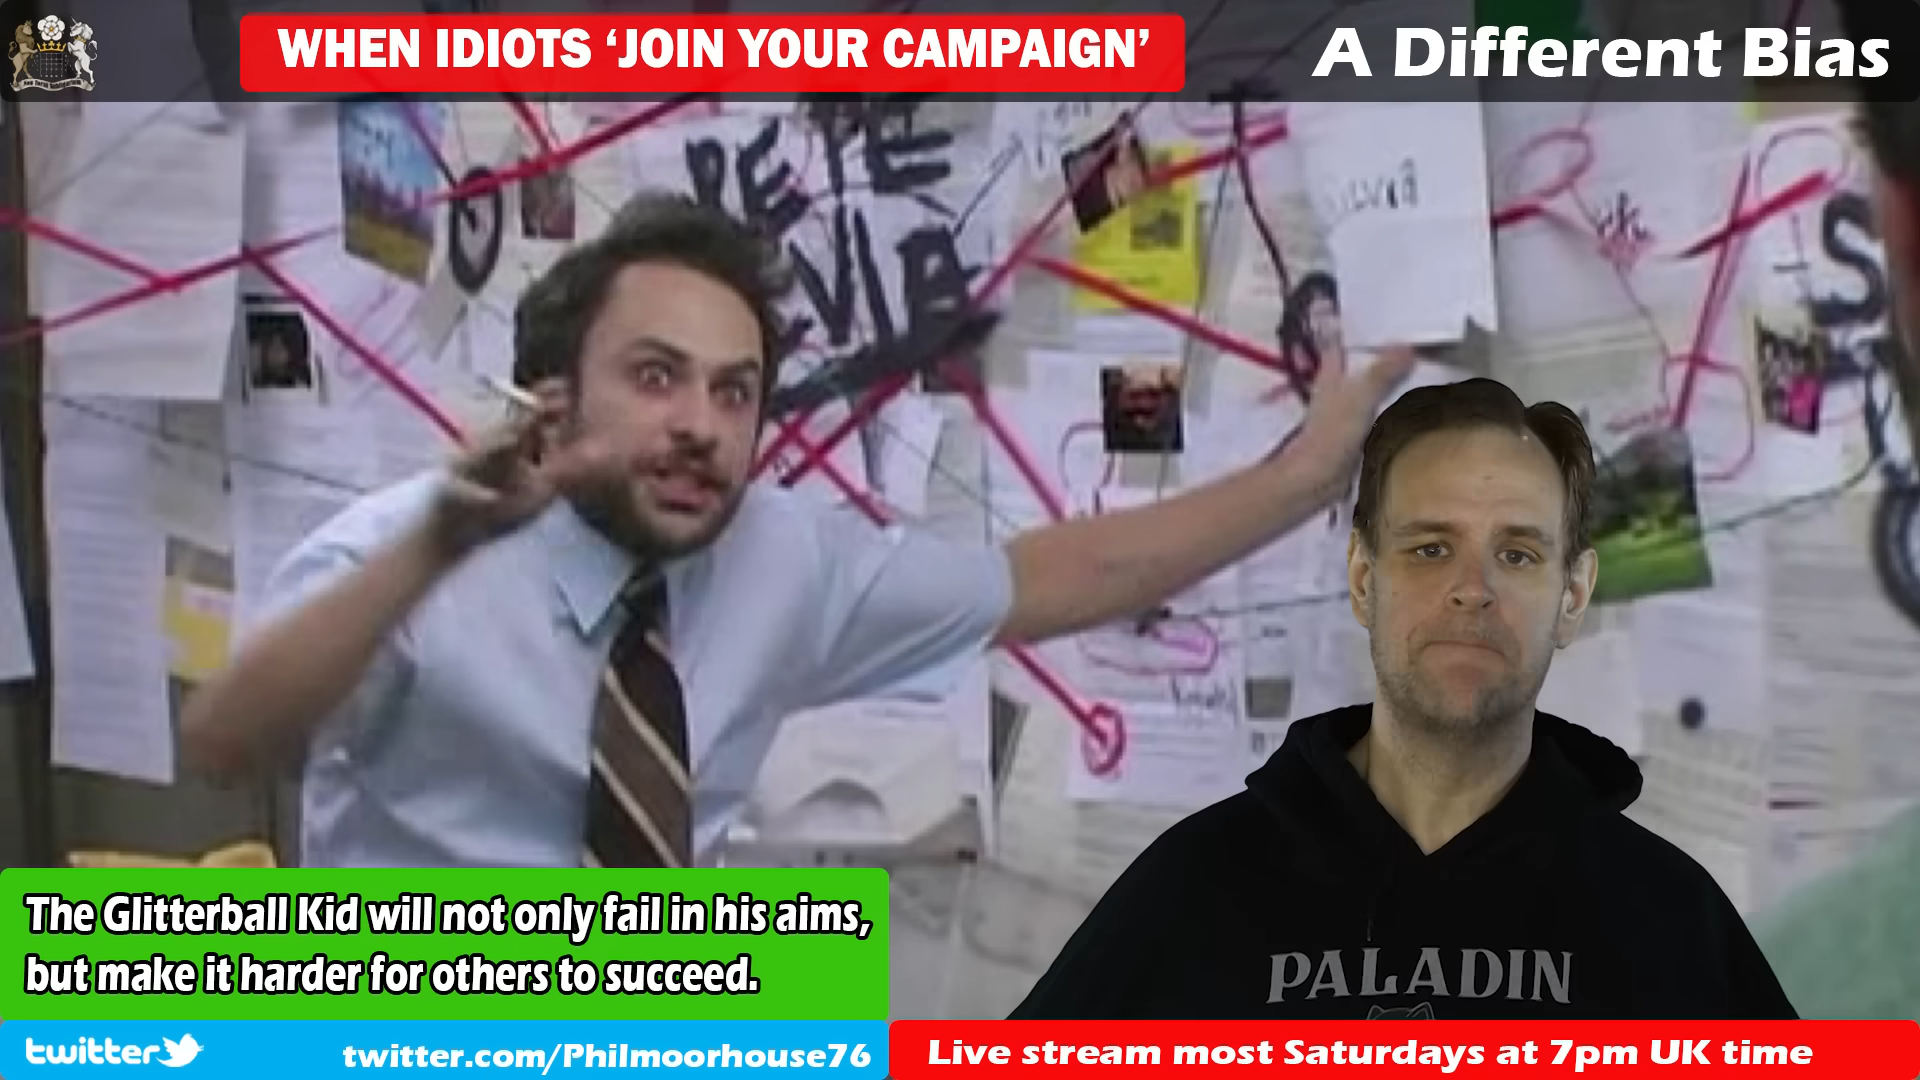 WHEN IDIOTS ‘JOIN YOUR CAMPAIGN’
A Different Bias
PEPE
SILVIA
PALADIN
The Glitterball Kid will not only fail in his aims,
but make it harder for others to succeed.
twitter
twitter.com/Philmoorhouse76
Live stream most Saturdays at 7pm UK time